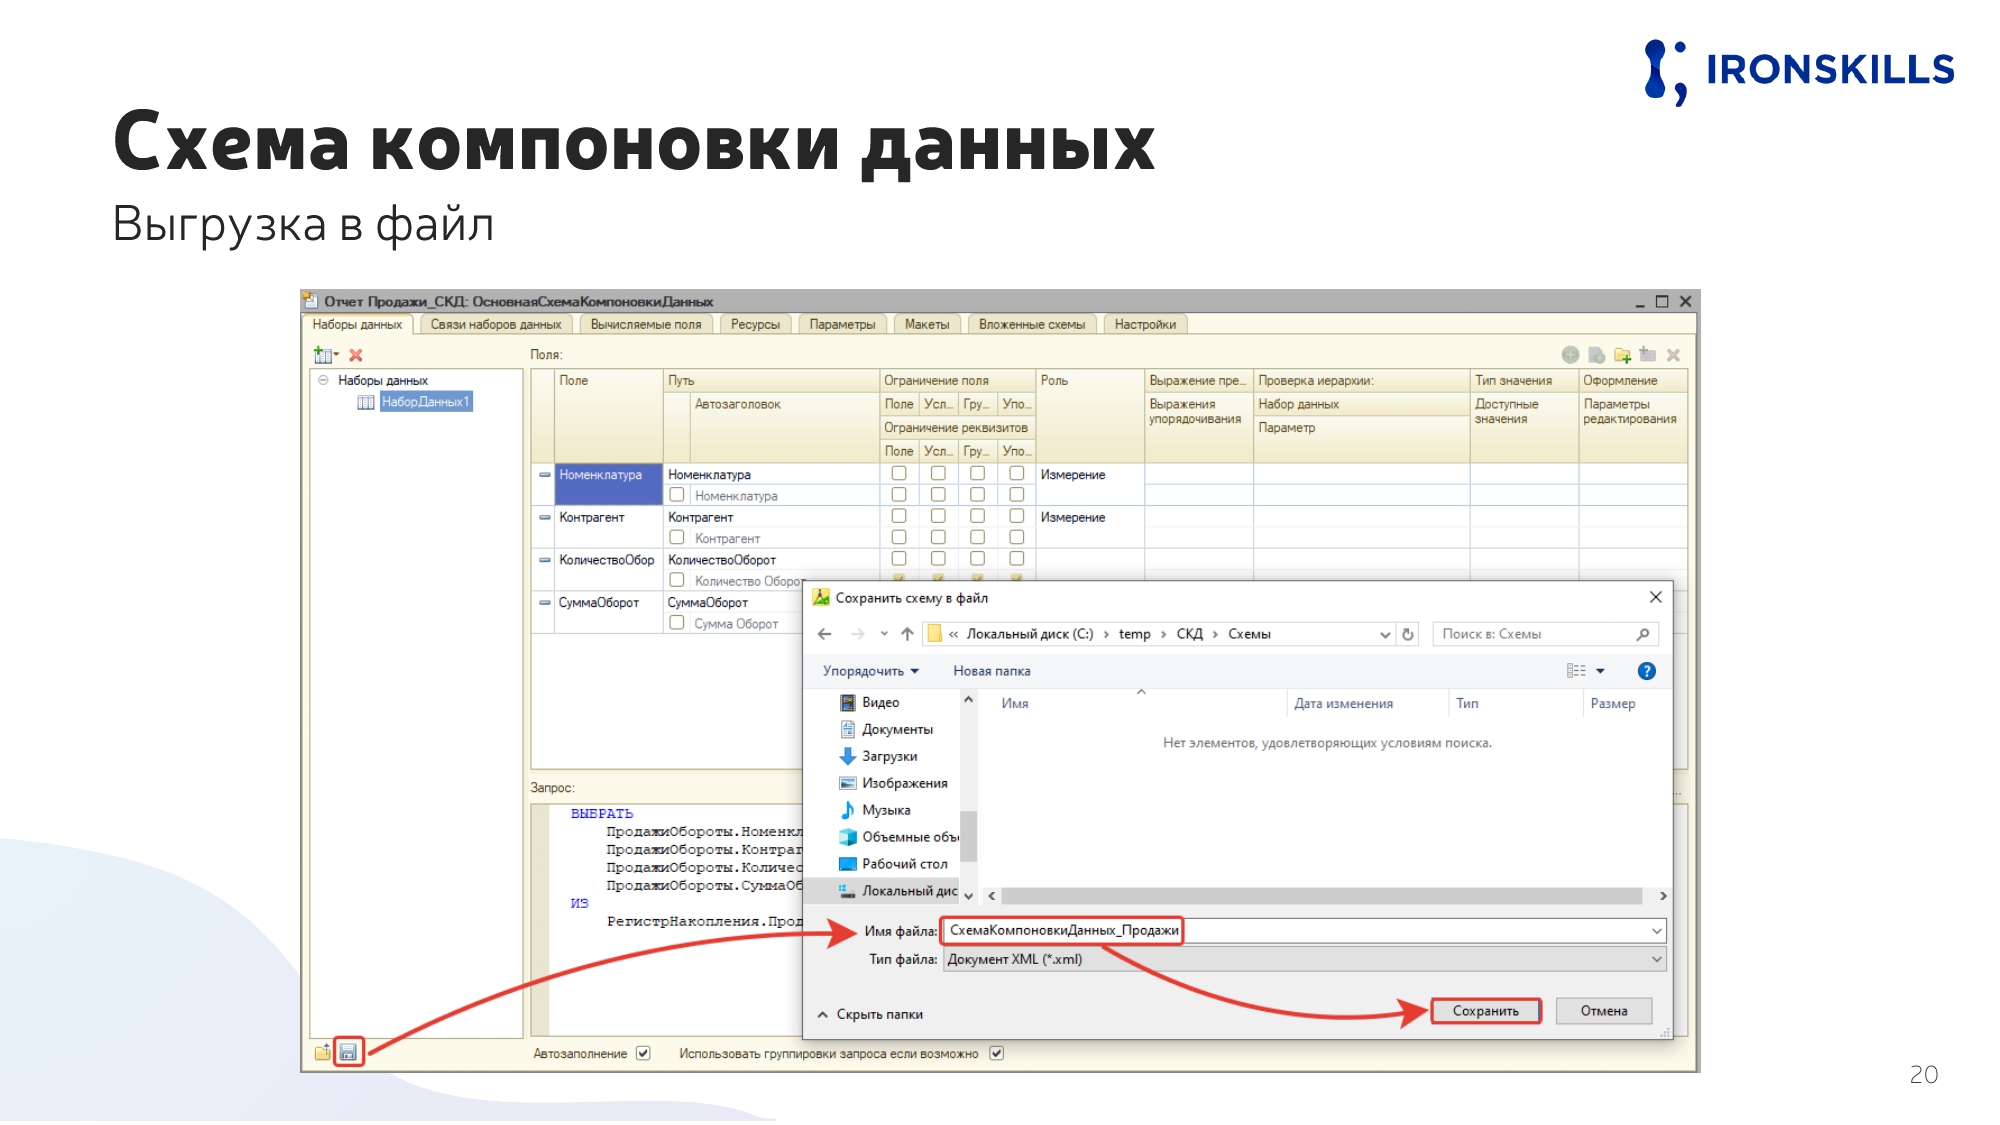 IRONSKILLS
Схема компоновки данных
Выгрузка в файл
Отчет Продажи_СКД: ОсновнаяСхемаКомпоновкиДанных
Наборы данных Связи наборов данных Вычисляемые поля Ресурсы Параметры Макеты Вложенные схемы Настройки
Поля:
Наборы данных
НаборДанных1
Поле Путь Ограничение поля Роль Выражение пре... Проверка иерархии: Тип значения Оформление
Автозаголовок Поле Усл... Гру... Упо... Выражения упорядочивания Набор данных Доступные значения Параметры редактирования
Ограничение реквизитов Параметр
Поле Усл... Гру... Упо...
Номенклатура Номенклатура Измерение
Номенклатура
Контрагент Контрагент Измерение
Контрагент
КоличествоОбор КоличествоОборот
Количество Оборот
СуммаОборот СуммаОборот
Сумма Оборот
Запрос:
ВЫБРАТЬ
ПродажиОбороты.Номенкл
ПродажиОбороты.Контраг
ПродажиОбороты.Количес
ПродажиОбороты.СуммаОб
ИЗ
РегистрНакопления.Прод
Автозаполнение Использовать группировки запроса если возможно
Сохранить схему в файл
« Локальный диск (C:) › temp › СКД › Схемы
Поиск в: Схемы
Упорядочить Новая папка
Имя Дата изменения Тип Размер
Нет элементов, удовлетворяющих условиям поиска.
Видео
Документы
Загрузки
Изображения
Музыка
Объемные объ
Рабочий стол
Локальный дис
Имя файла: СхемаКомпоновкиДанных_Продажи
Тип файла: Документ XML (*.xml)
Скрыть папки
Сохранить Отмена
20